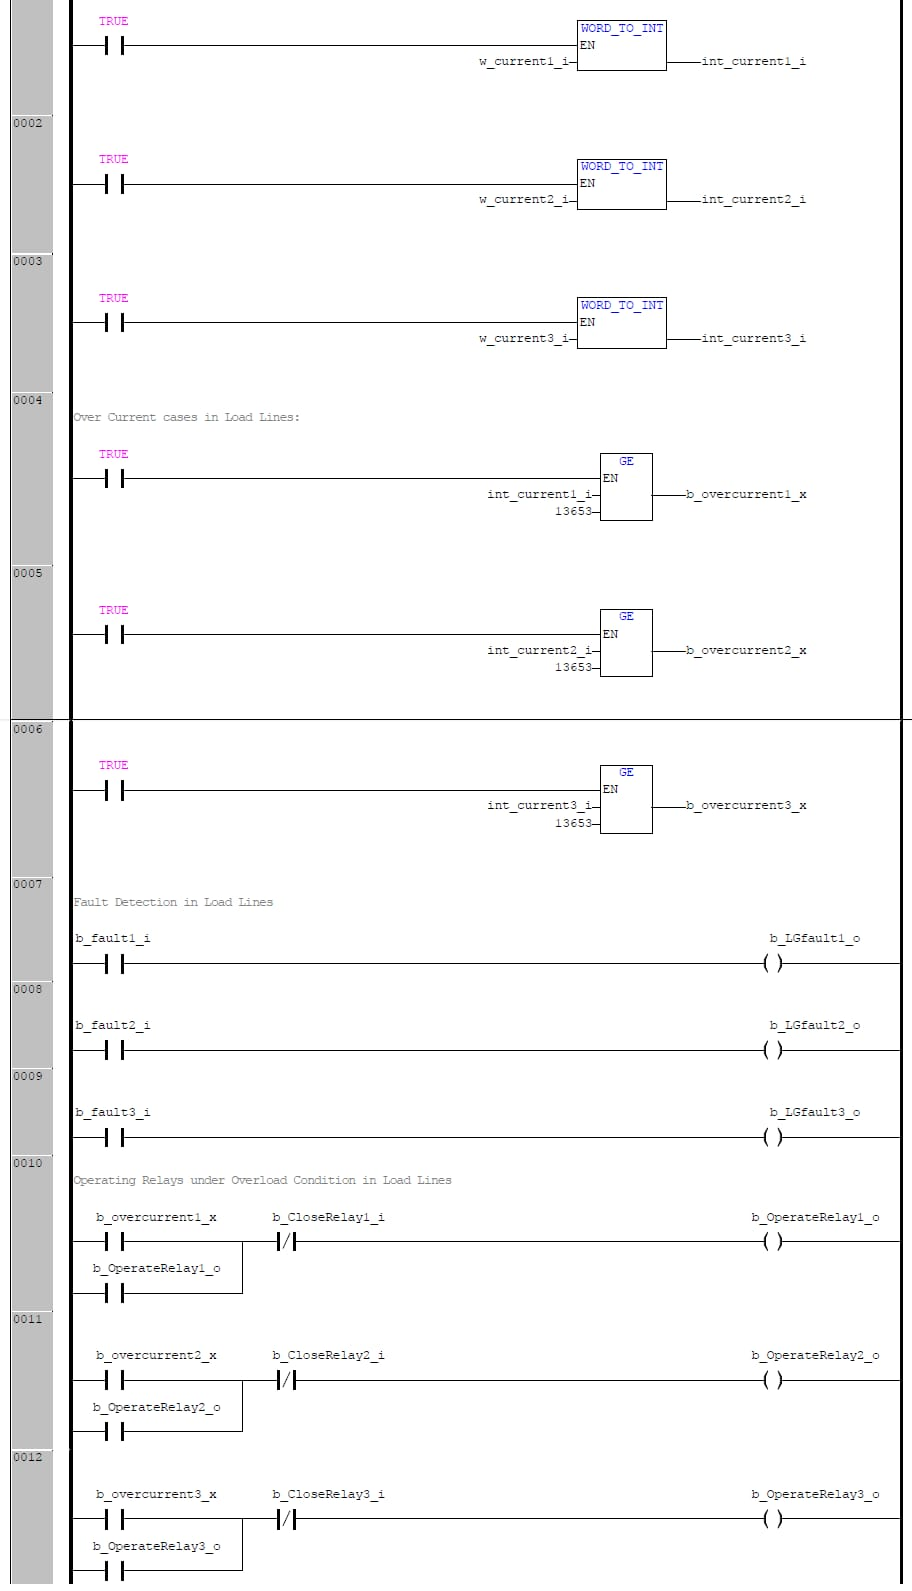 TRUE
WORD_TO_INT
EN
w_current1_i
int_current1_i
0002
TRUE
WORD_TO_INT
EN
w_current2_i
int_current2_i
0003
TRUE
WORD_TO_INT
EN
w_current3_i
int_current3_i
0004
Over Current cases in Load Lines:
TRUE
GE
EN
int_current1_i
b_overcurrent1_x
13653
0005
TRUE
GE
EN
int_current2_i
b_overcurrent2_x
13653
0006
TRUE
GE
EN
int_current3_i
b_overcurrent3_x
13653
0007
Fault Detection in Load Lines
b_fault1_i
b_LGfault1_o
0008
b_fault2_i
b_LGfault2_o
0009
b_fault3_i
b_LGfault3_o
0010
Operating Relays under Overload Condition in Load Lines
b_overcurrent1_x
b_CloseRelay1_i
b_OperateRelay1_o
b_OperateRelay1_o
0011
b_overcurrent2_x
b_CloseRelay2_i
b_OperateRelay2_o
b_OperateRelay2_o
0012
b_overcurrent3_x
b_CloseRelay3_i
b_OperateRelay3_o
b_OperateRelay3_o